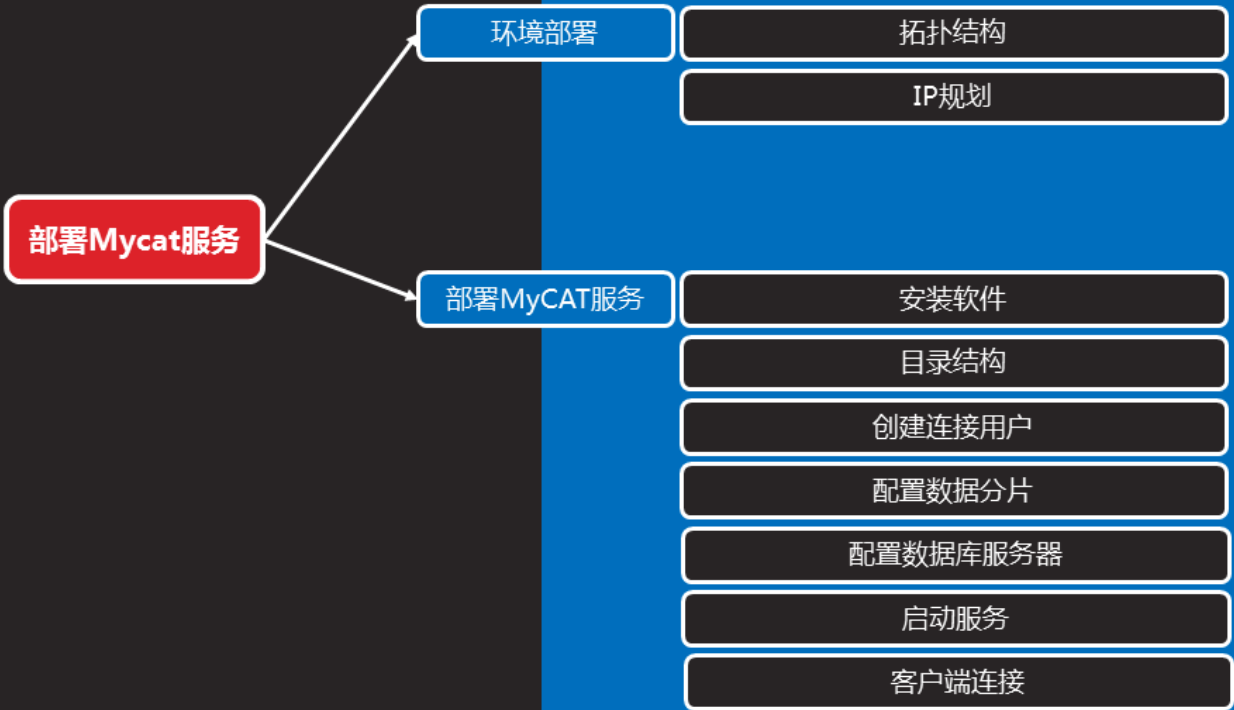 部署Mycat服务
环境部署
拓扑结构
IP规划
部署MyCAT服务
安装软件
目录结构
创建连接用户
配置数据分片
配置数据库服务器
启动服务
客户端连接